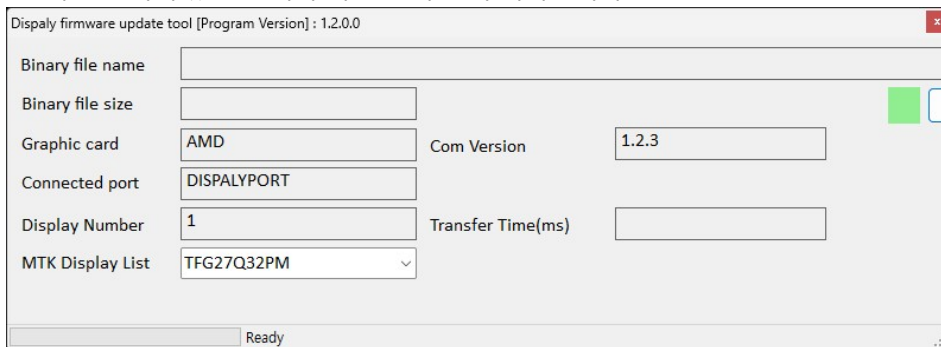 Dispaly firmware update tool [Program Version] : 1.2.0.0
x
Binary file name
Binary file size
Graphic card AMD Com Version 1.2.3
Connected port DISPALYPORT
Display Number 1 Transfer Time(ms)
MTK Display List TFG27Q32PM
Ready